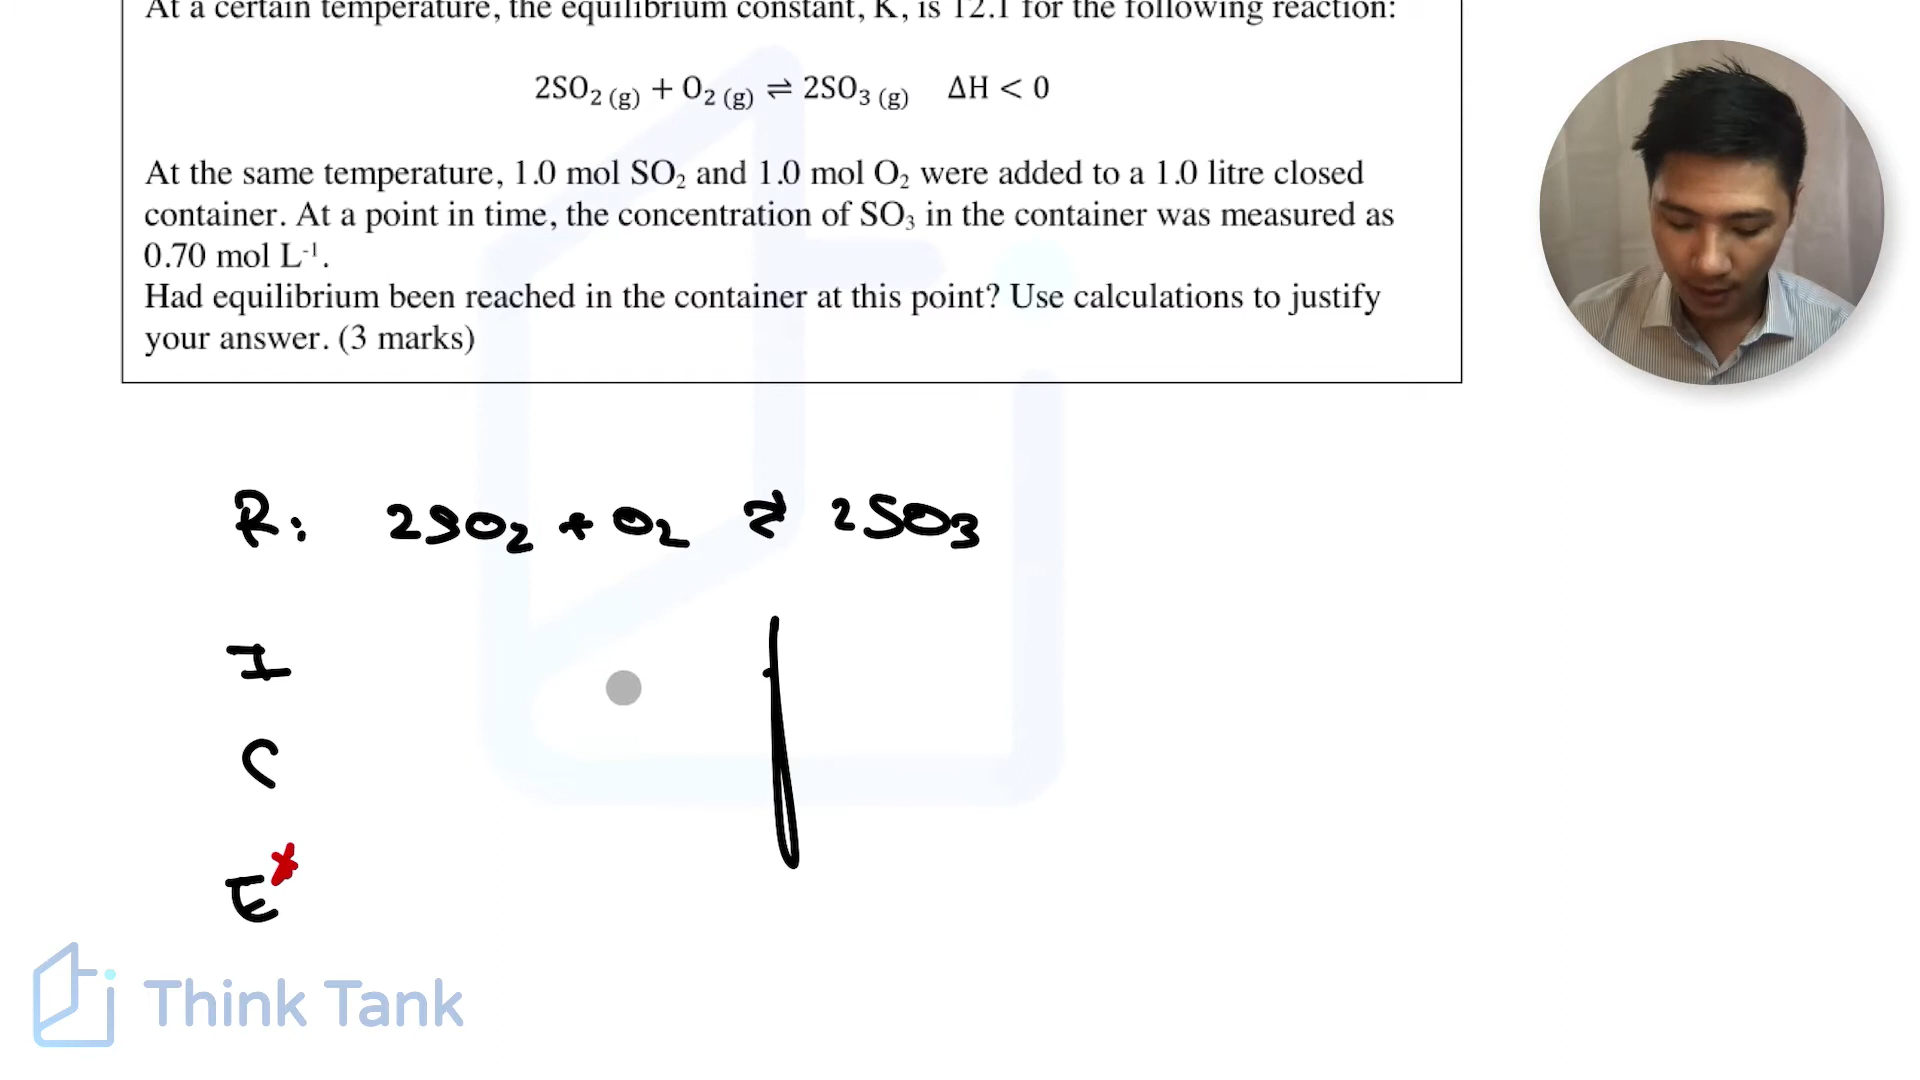 At a certain temperature, the equilibrium constant, K, is 12.1 for the following reaction:
2SO₂ (g) + O₂ (g) ⇌ 2SO₃ (g)   ΔH < 0
At the same temperature, 1.0 mol SO₂ and 1.0 mol O₂ were added to a 1.0 litre closed
container. At a point in time, the concentration of SO₃ in the container was measured as
0.70 mol L⁻¹.
Had equilibrium been reached in the container at this point? Use calculations to justify
your answer. (3 marks)
R: 2SO₂ + O₂ ⇌ 2SO₃
I
C
E*
Think Tank